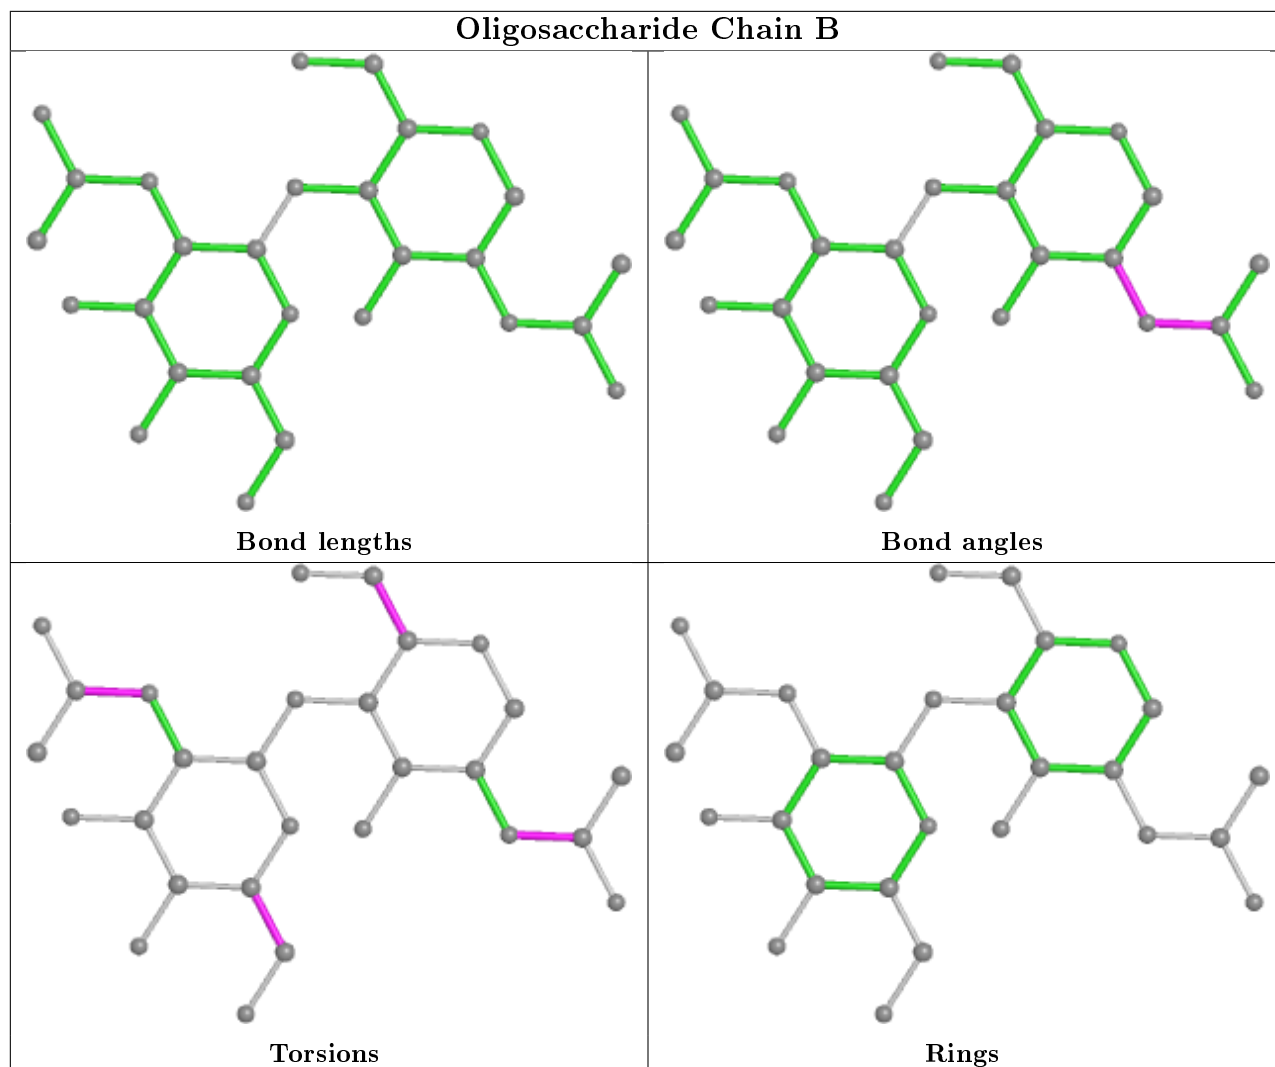 Oligosaccharide Chain B
Bond lengths
Bond angles
Torsions
Rings